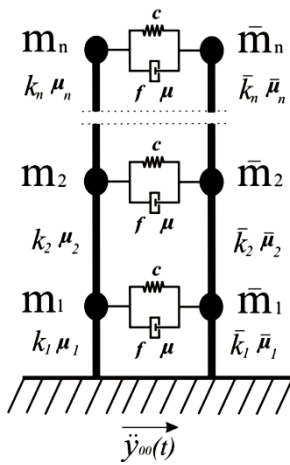 c
mₙ m̄ₙ
kₙ μₙ f μ k̄ₙ μ̄ₙ
c
m₂ m̄₂
f μ
k₂ μ₂ k̄₂ μ̄₂
c
m₁ m̄₁
k₁ μ₁ f μ k̄₁ μ̄₁
ÿ₀₀(t)